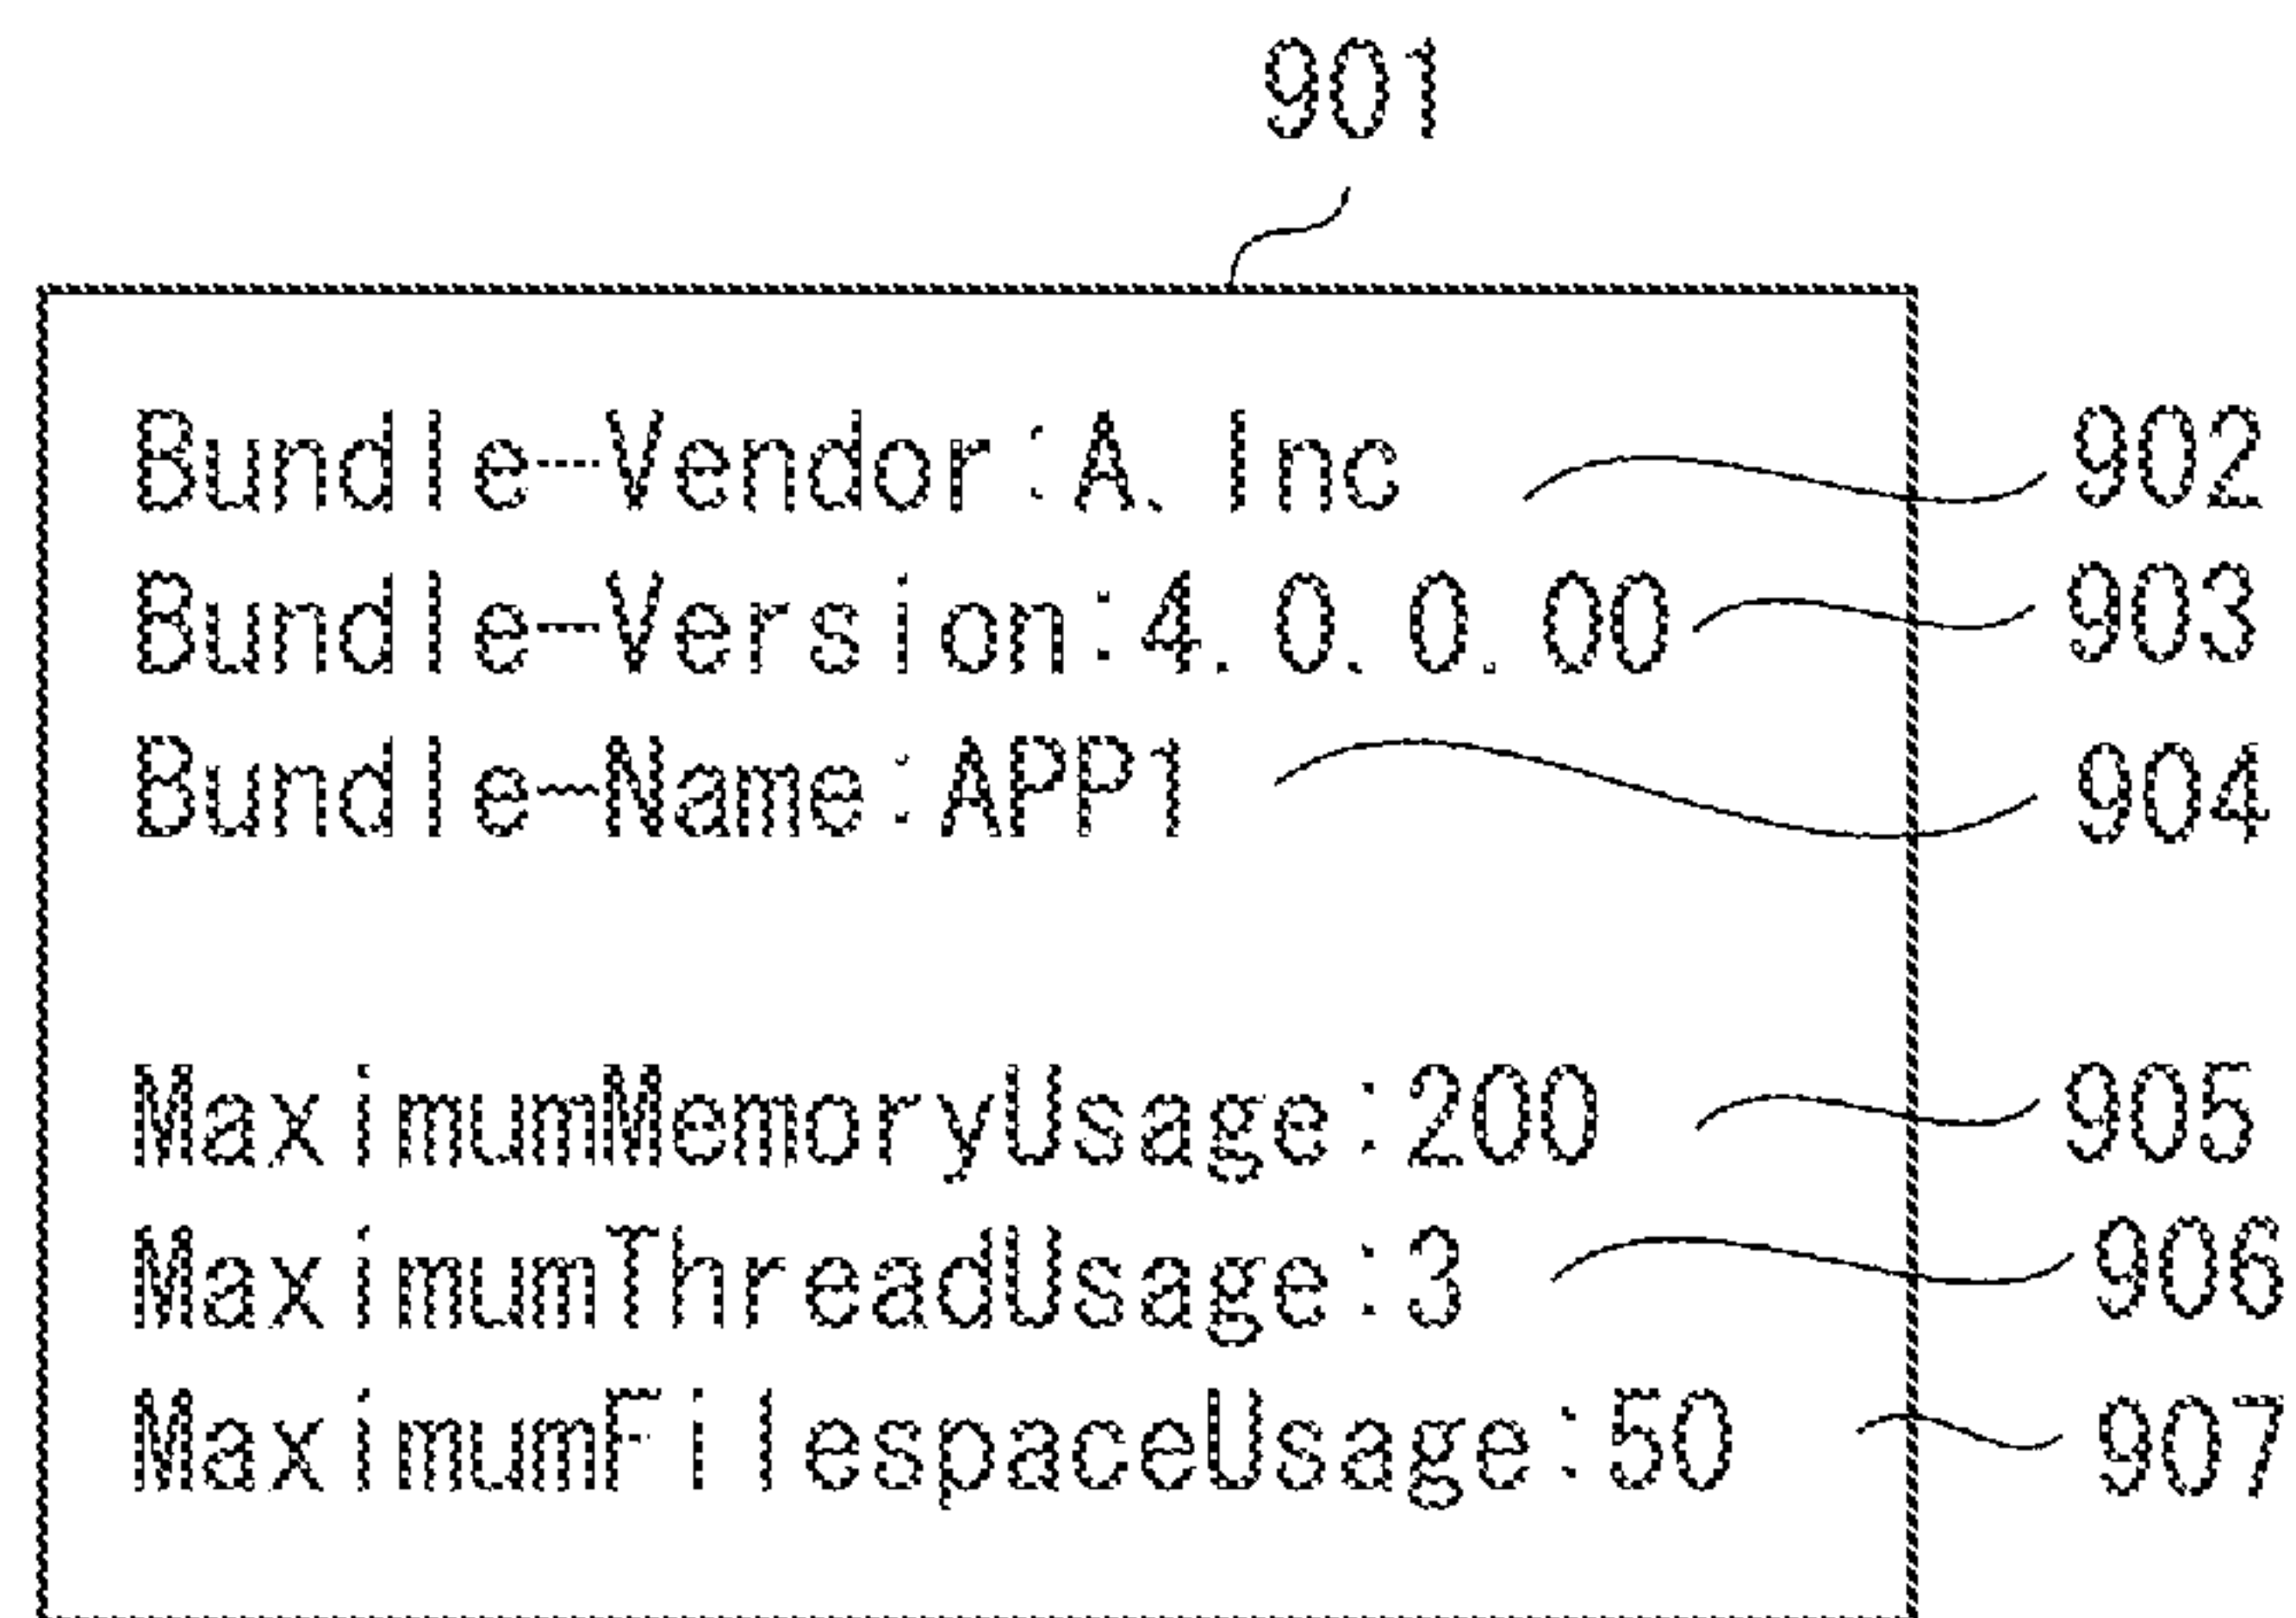 901
Bundle-Vendor:A.Inc 902
Bundle-Version:4.0.0.00 903
Bundle-Name:APP1 904
MaximumMemoryUsage:200 905
MaximumThreadUsage:3 906
MaximumFilespaceUsage:50 907